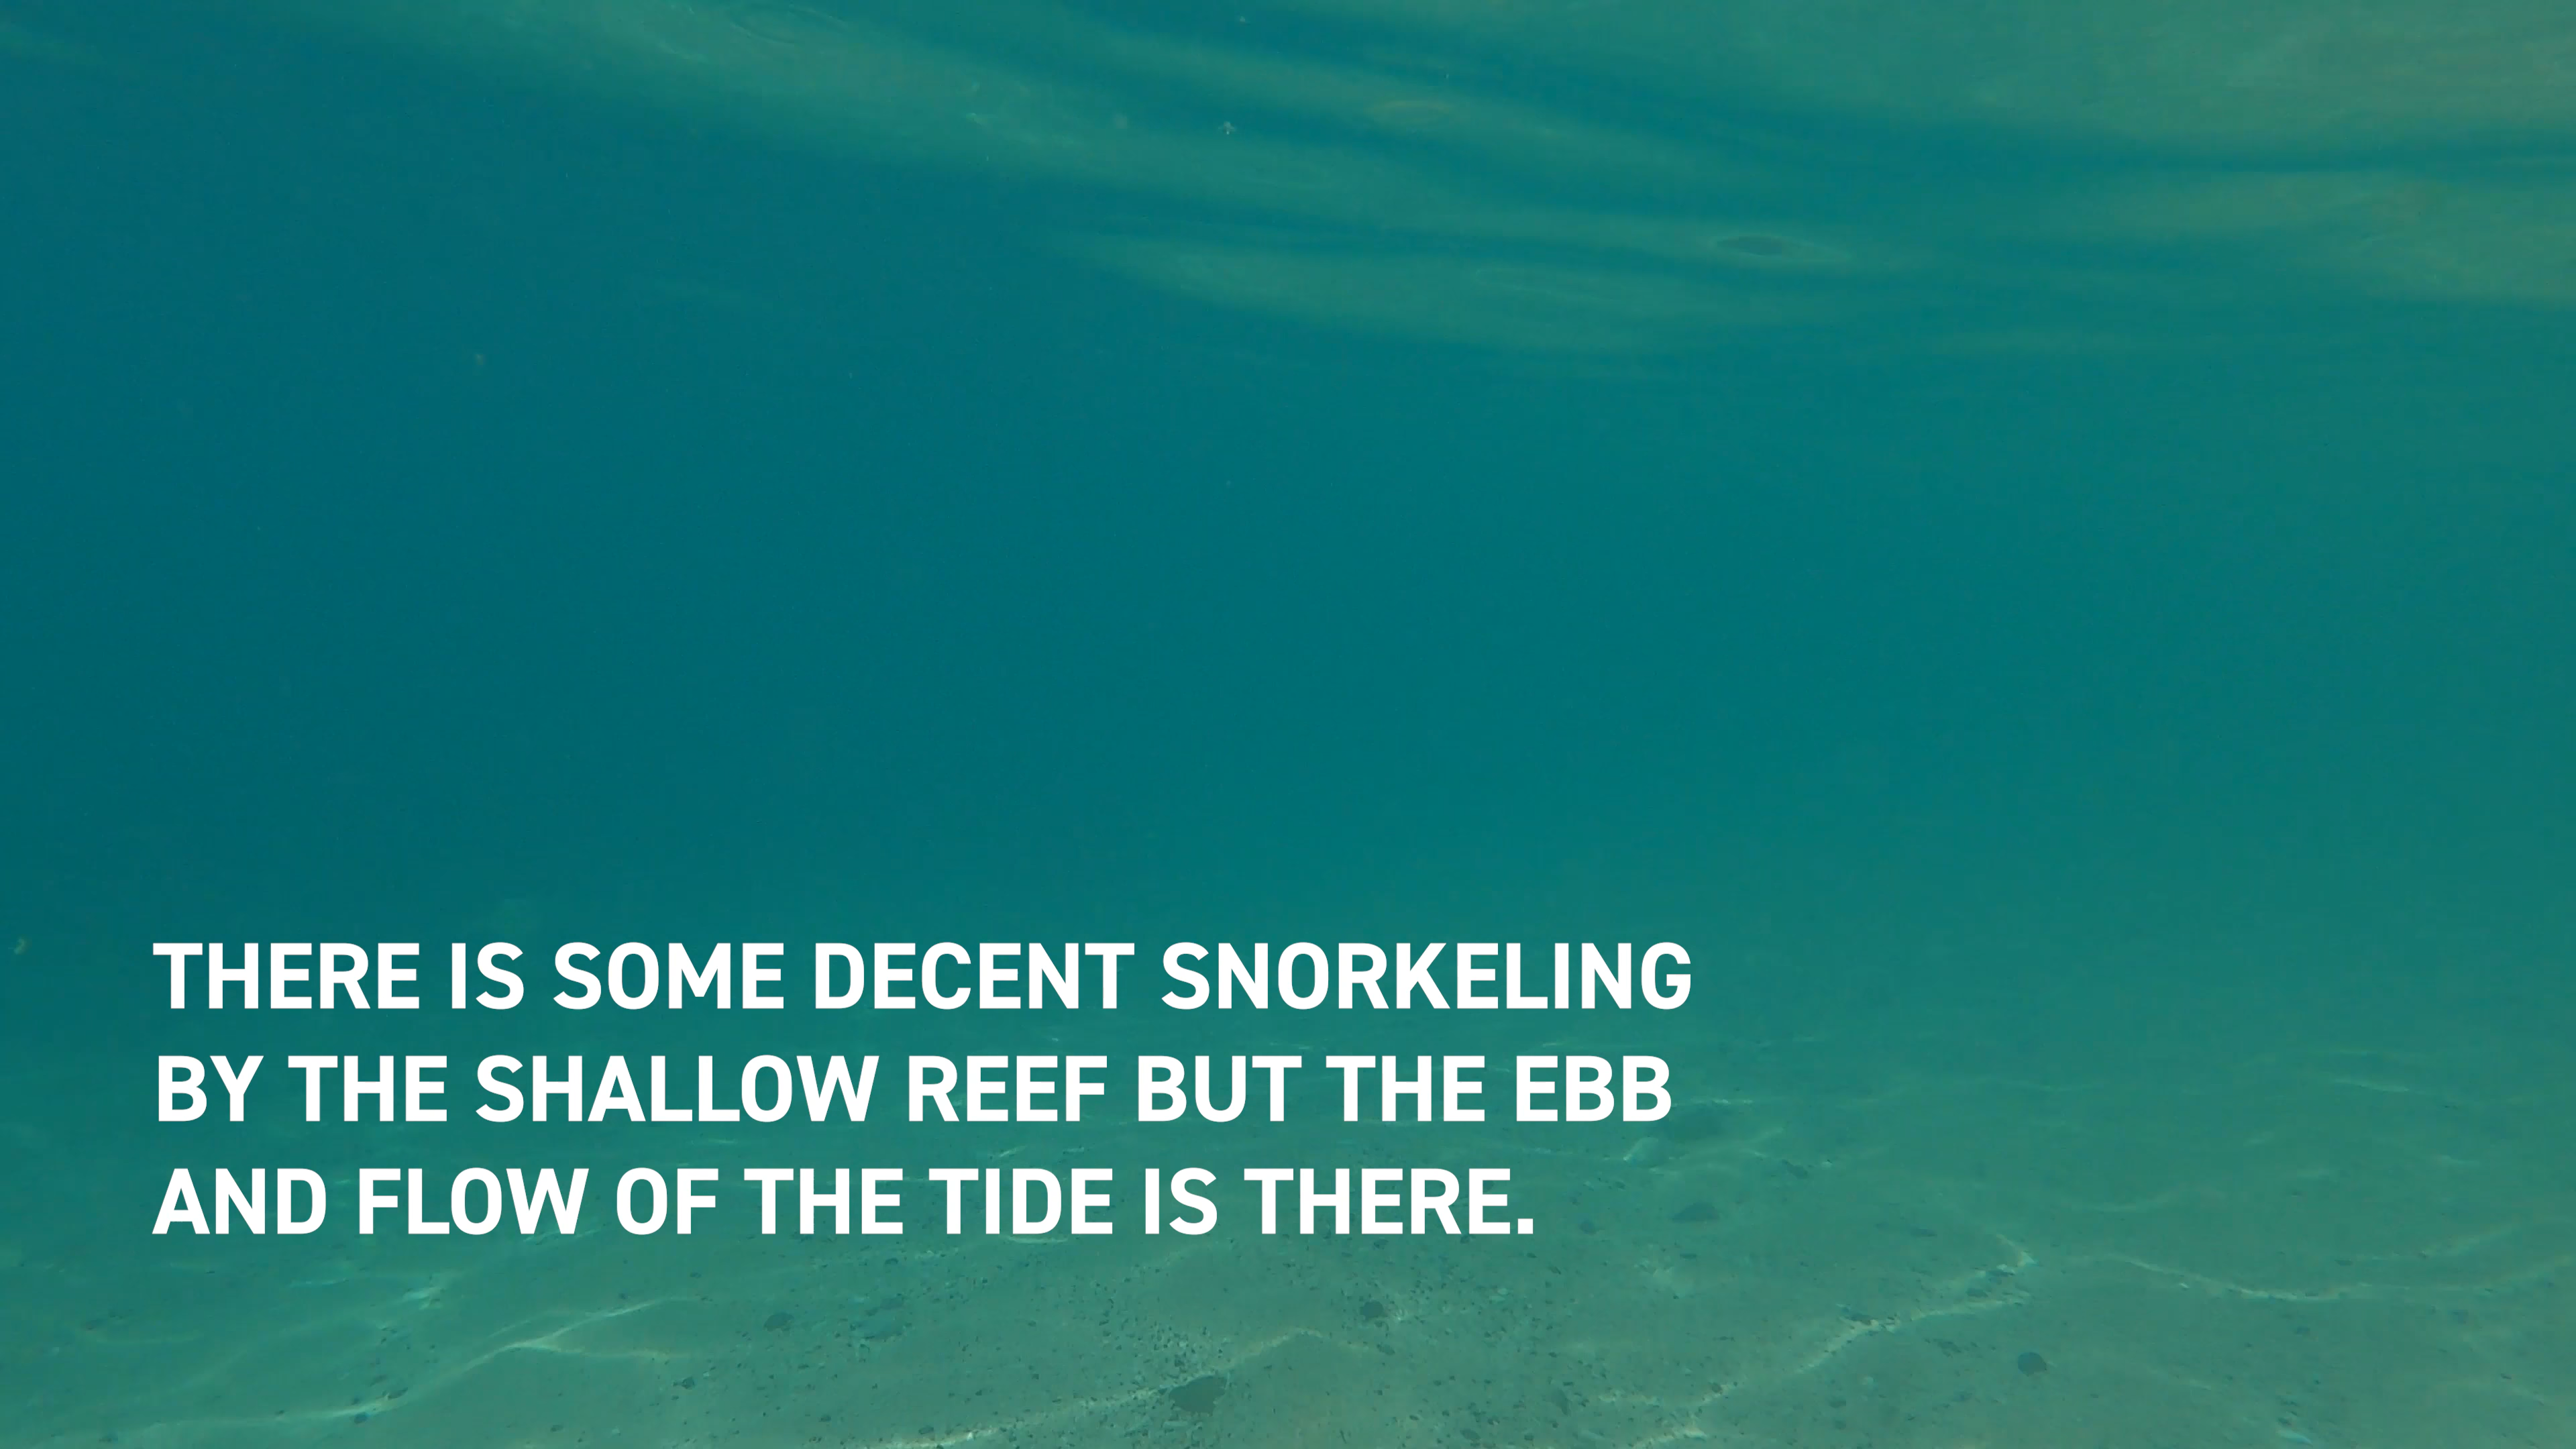 THERE IS SOME DECENT SNORKELING
BY THE SHALLOW REEF BUT THE EBB
AND FLOW OF THE TIDE IS THERE.